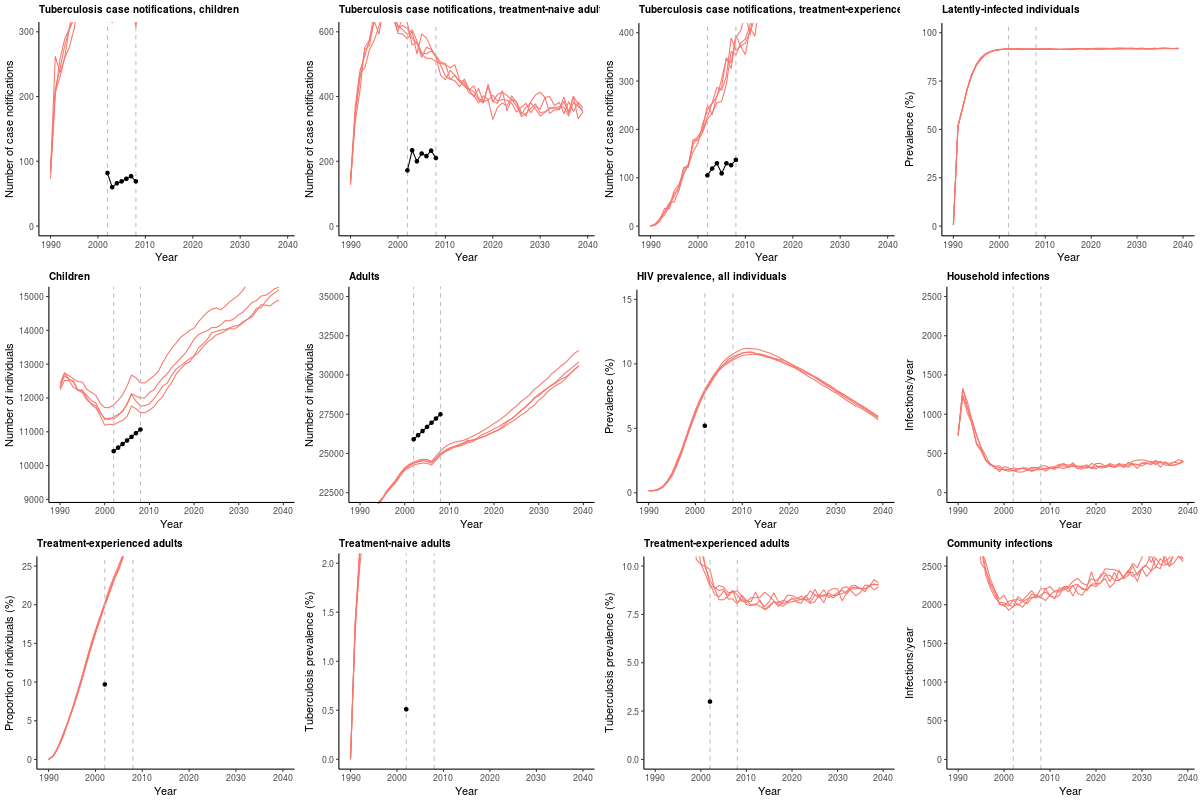 Tuberculosis case notifications, children
Number of case notifications
300
200
100
0
1990 2000 2010 2020 2030 2040
Year
Tuberculosis case notifications, treatment-naive adul
Number of case notifications
600
400
200
0
1990 2000 2010 2020 2030 2040
Year
Tuberculosis case notifications, treatment-experience
Number of case notifications
400
300
200
100
0
1990 2000 2010 2020 2030 2040
Year
Latently-infected individuals
Prevalence (%)
100
75
50
25
0
1990 2000 2010 2020 2030 2040
Year
Children
Number of individuals
15000
14000
13000
12000
11000
10000
9000
1990 2000 2010 2020 2030 2040
Year
Adults
Number of individuals
35000
32500
30000
27500
25000
22500
1990 2000 2010 2020 2030 2040
Year
HIV prevalence, all individuals
Prevalence (%)
15
10
5
0
1990 2000 2010 2020 2030 2040
Year
Household infections
Infections/year
2500
2000
1500
1000
500
0
1990 2000 2010 2020 2030 2040
Year
Treatment-experienced adults
Proportion of individuals (%)
25
20
15
10
5
0
1990 2000 2010 2020 2030 2040
Year
Treatment-naive adults
Tuberculosis prevalence (%)
2.0
1.5
1.0
0.5
0.0
1990 2000 2010 2020 2030 2040
Year
Treatment-experienced adults
Tuberculosis prevalence (%)
10.0
7.5
5.0
2.5
0.0
1990 2000 2010 2020 2030 2040
Year
Community infections
Infections/year
2500
2000
1500
1000
500
0
1990 2000 2010 2020 2030 2040
Year